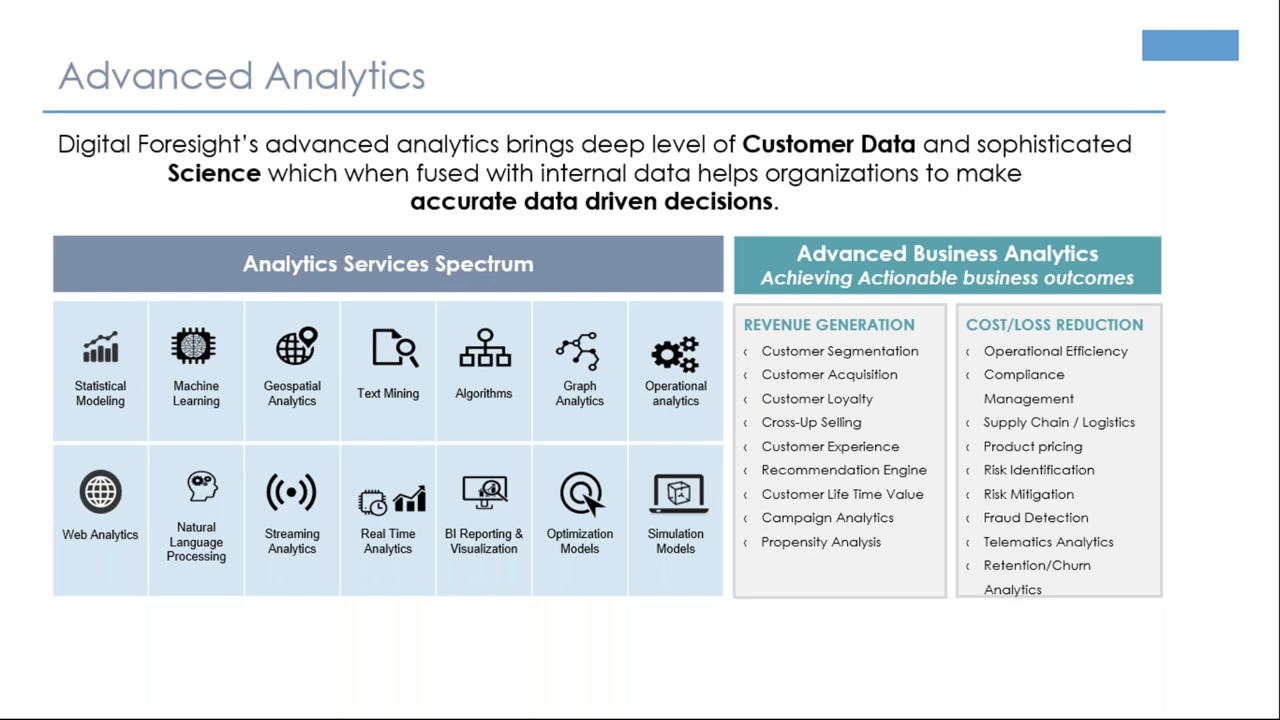 Advanced Analytics
Digital Foresight's advanced analytics brings deep level of Customer Data and sophisticated
Science which when fused with internal data helps organizations to make
accurate data driven decisions.
Analytics Services Spectrum
Statistical
Modeling
Machine
Learning
Geospatial
Analytics
Text Mining
Algorithms
Graph
Analytics
Operational
analytics
Web Analytics
Natural
Language
Processing
Streaming
Analytics
Real Time
Analytics
BI Reporting &
Visualization
Optimization
Models
Simulation
Models
Advanced Business Analytics
Achieving Actionable business outcomes
REVENUE GENERATION
Customer Segmentation
Customer Acquisition
Customer Loyalty
Cross-Up Selling
Customer Experience
Recommendation Engine
Customer Life Time Value
Campaign Analytics
Propensity Analysis
COST/LOSS REDUCTION
Operational Efficiency
Compliance
Management
Supply Chain / Logistics
Product pricing
Risk Identification
Risk Mitigation
Fraud Detection
Telematics Analytics
Retention/Churn
Analytics